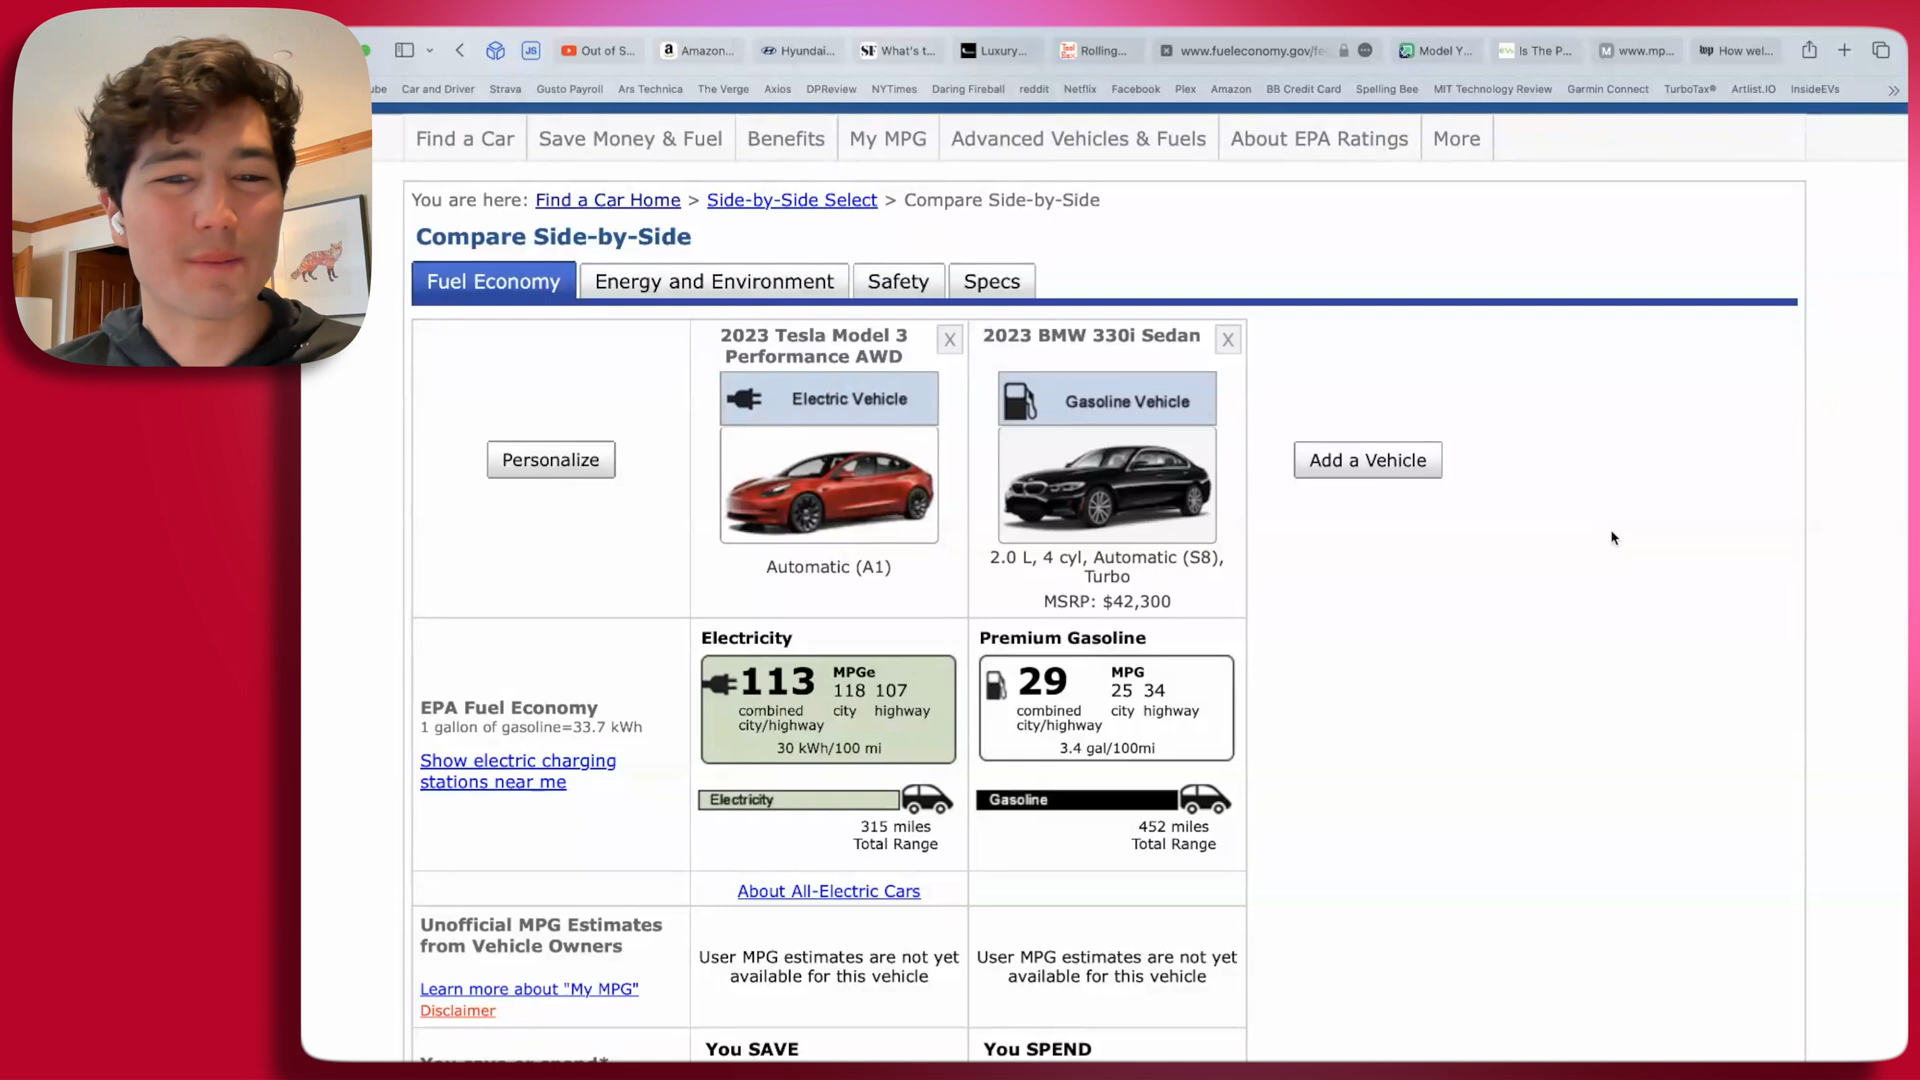 JS
Out of S...
Amazon...
Hyundai...
SF What's t...
Luxury...
Rolling...
www.fueleconomy.gov/fe
Model Y...
Is The P...
M www.mp...
wp How wel...
ube Car and Driver Strava Gusto Payroll Ars Technica The Verge Axios DPReview NYTimes Daring Fireball reddit Netflix Facebook Plex Amazon BB Credit Card Spelling Bee MIT Technology Review Garmin Connect TurboTax® Artlist.IO InsideEVs
Find a Car Save Money & Fuel Benefits My MPG Advanced Vehicles & Fuels About EPA Ratings More
You are here: Find a Car Home > Side-by-Side Select > Compare Side-by-Side
Compare Side-by-Side
Fuel Economy Energy and Environment Safety Specs
2023 Tesla Model 3
Performance AWD
X
2023 BMW 330i Sedan
X
Electric Vehicle
Gasoline Vehicle
Personalize
Add a Vehicle
Automatic (A1)
2.0 L, 4 cyl, Automatic (S8),
Turbo
MSRP: $42,300
EPA Fuel Economy
1 gallon of gasoline=33.7 kWh
Show electric charging
stations near me
Electricity
113
MPGe
118 107
combined
city/highway
city highway
30 kWh/100 mi
Electricity
315 miles
Total Range
Premium Gasoline
29
MPG
25 34
combined
city/highway
city highway
3.4 gal/100mi
Gasoline
452 miles
Total Range
About All-Electric Cars
Unofficial MPG Estimates
from Vehicle Owners
Learn more about "My MPG"
Disclaimer
User MPG estimates are not yet
available for this vehicle
User MPG estimates are not yet
available for this vehicle
You SAVE
You SPEND